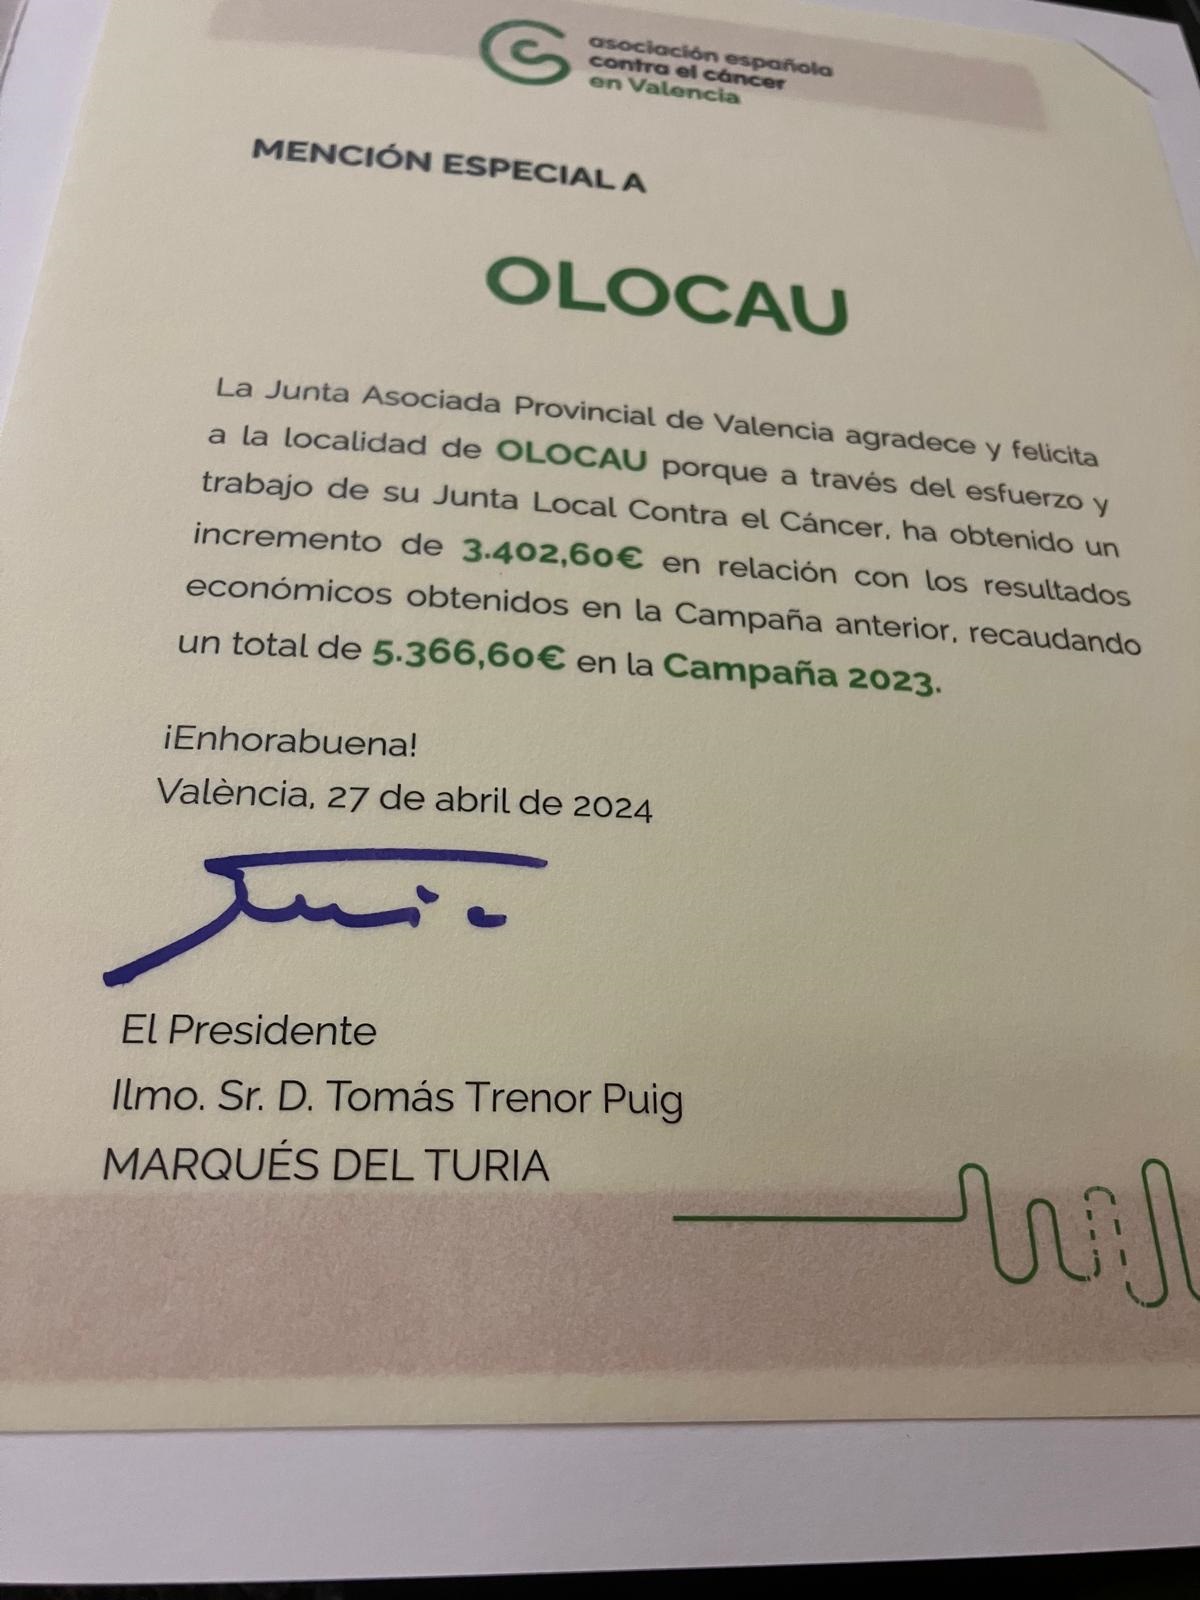 asociación española
contra el cáncer
en Valencia
MENCIÓN ESPECIAL A
OLOCAU
La Junta Asociada Provincial de Valencia agradece y felicita
a la localidad de OLOCAU porque a través del esfuerzo y
trabajo de su Junta Local Contra el Cáncer, ha obtenido un
incremento de 3.402,60€ en relación con los resultados
económicos obtenidos en la Campaña anterior, recaudando
un total de 5.366,60€ en la Campaña 2023.
¡Enhorabuena!
València, 27 de abril de 2024
El Presidente
Ilmo. Sr. D. Tomás Trenor Puig
MARQUÉS DEL TURIA